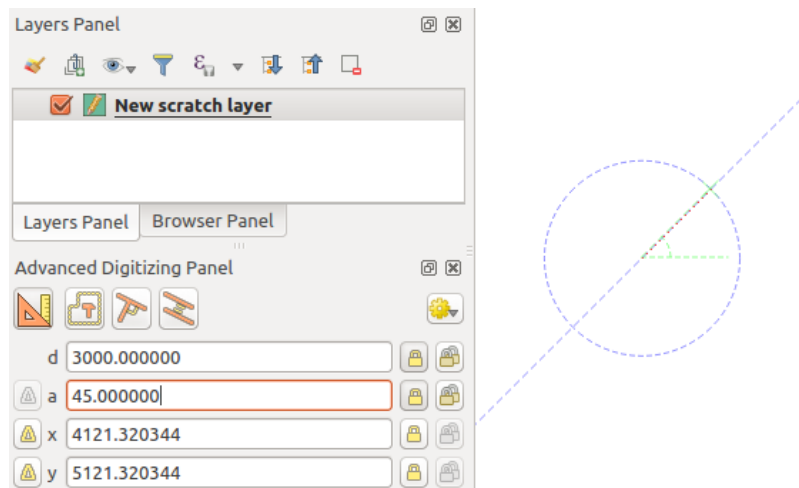 Layers Panel
New scratch layer
Layers Panel
Browser Panel
Advanced Digitizing Panel
d 3000.000000
a 45.000000
x 4121.320344
y 5121.320344